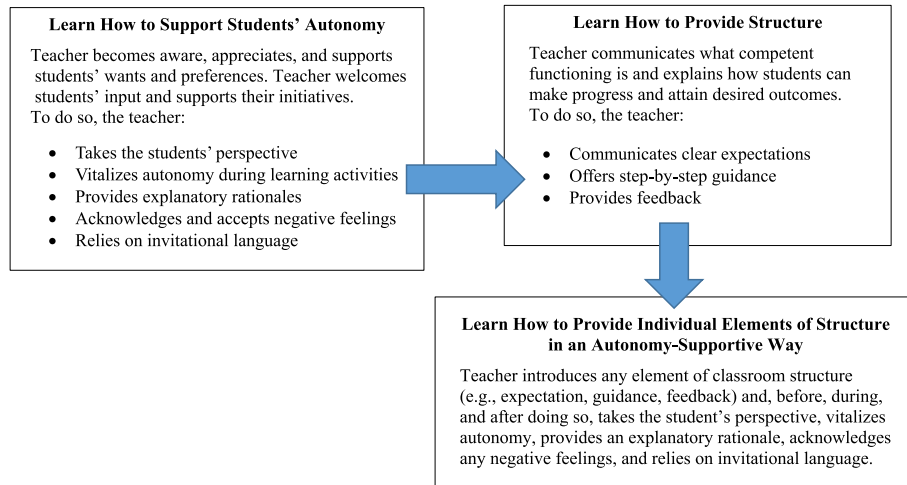 Learn How to Support Students’ Autonomy
Teacher becomes aware, appreciates, and supports
students’ wants and preferences. Teacher welcomes
students’ input and supports their initiatives.
To do so, the teacher:
• Takes the students’ perspective
• Vitalizes autonomy during learning activities
• Provides explanatory rationales
• Acknowledges and accepts negative feelings
• Relies on invitational language
Learn How to Provide Structure
Teacher communicates what competent
functioning is and explains how students can
make progress and attain desired outcomes.
To do so, the teacher:
• Communicates clear expectations
• Offers step-by-step guidance
• Provides feedback
Learn How to Provide Individual Elements of Structure
in an Autonomy-Supportive Way
Teacher introduces any element of classroom structure
(e.g., expectation, guidance, feedback) and, before, during,
and after doing so, takes the student’s perspective, vitalizes
autonomy, provides an explanatory rationale, acknowledges
any negative feelings, and relies on invitational language.